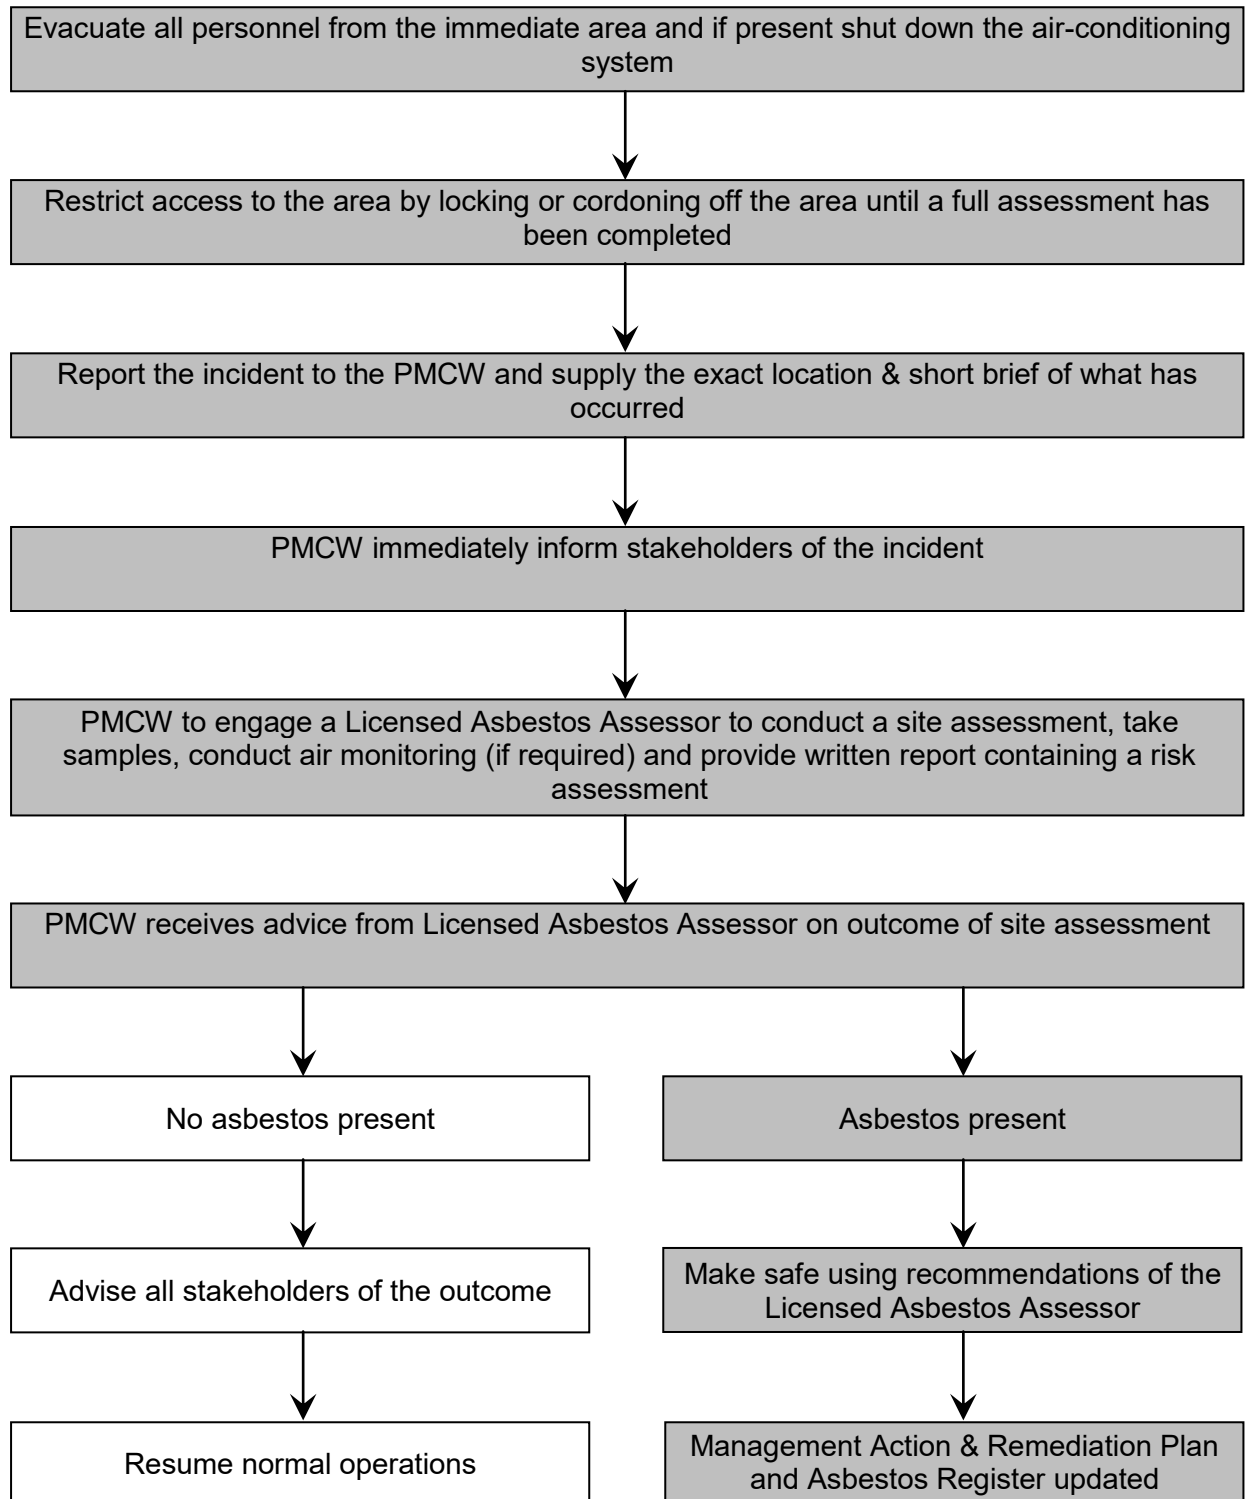 Evacuate all personnel from the immediate area and if present shut down the air-conditioning
system
Restrict access to the area by locking or cordoning off the area until a full assessment has
been completed
Report the incident to the PMCW and supply the exact location & short brief of what has
occurred
PMCW immediately inform stakeholders of the incident
PMCW to engage a Licensed Asbestos Assessor to conduct a site assessment, take
samples, conduct air monitoring (if required) and provide written report containing a risk
assessment
PMCW receives advice from Licensed Asbestos Assessor on outcome of site assessment
No asbestos present
Asbestos present
Advise all stakeholders of the outcome
Make safe using recommendations of the
Licensed Asbestos Assessor
Resume normal operations
Management Action & Remediation Plan
and Asbestos Register updated